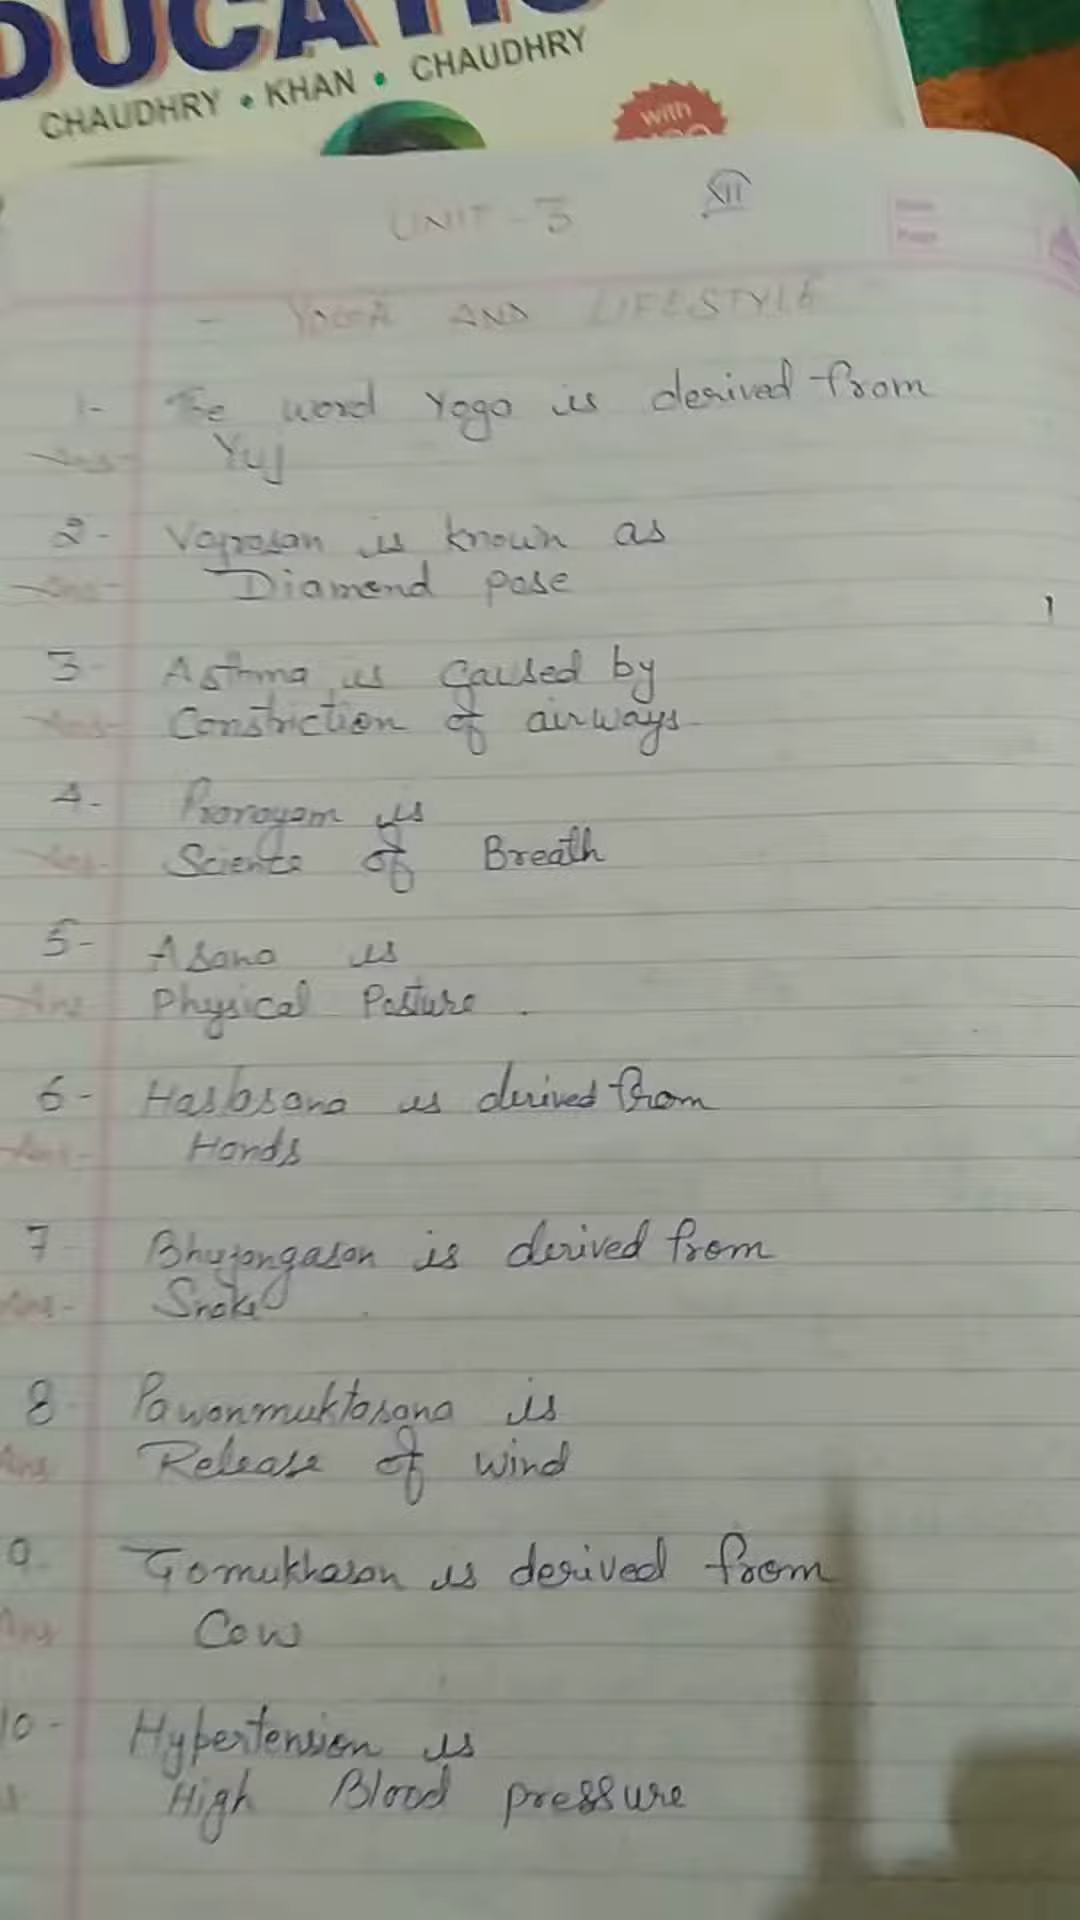 DUCATIO
CHAUDHRY • KHAN • CHAUDHRY
with
UNIT - 3
- YOGA AND LIFESTYLE
1- The word Yoga is derived from
Ans- Yuj
2- Vajrasan is known as
Ans- Diamond pose
3- Asthma is caused by
Ans- Constriction of airways
4- Pranayam is
Ans- Science of Breath
5- Asana is
Ans Physical Posture .
6- Hasbsana is derived from
Ans- Hands
7- Bhujangasan is derived from
Ans- Snake
8- Pawanmuktasana is
Ans Release of wind
9. Gomukhasan is derived from
Ans Cow
10- Hypertension is
High Blood pressure